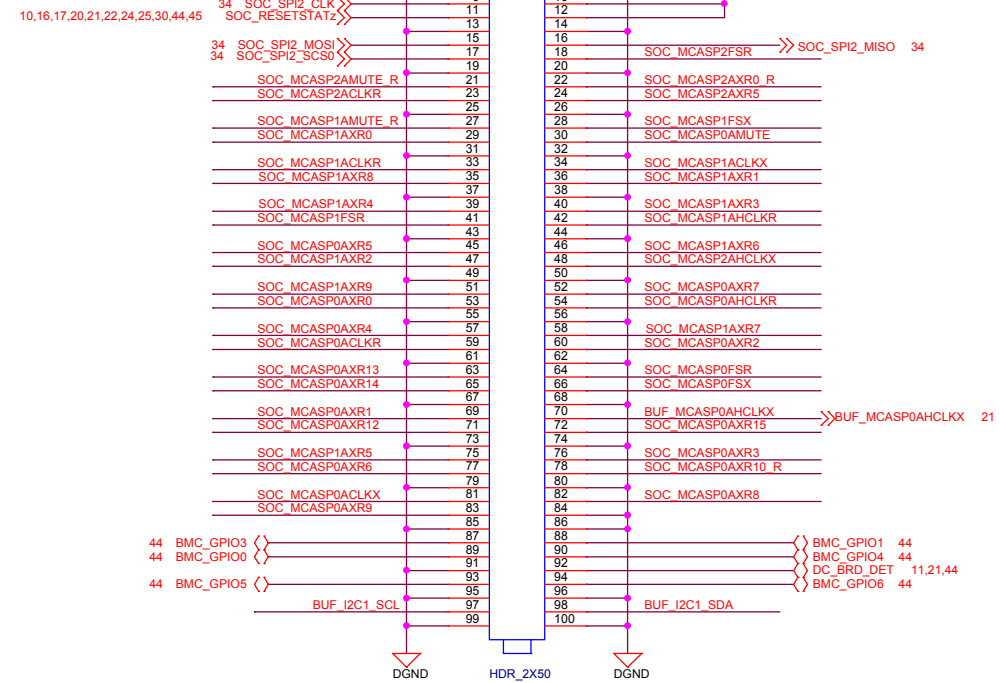 34 SOC_SPI2_CLK
10,16,17,20,21,22,24,25,30,44,45 SOC_RESETSTATz 11 12
13 14
34 SOC_SPI2_MOSI 15 16 SOC_SPI2_MISO 34
34 SOC_SPI2_SCS0 17 18 SOC_MCASP2FSR
19 20
SOC_MCASP2AMUTE_R 21 22 SOC_MCASP2AXR0_R
SOC_MCASP2ACLKR 23 24 SOC_MCASP2AXR5
25 26
SOC_MCASP1AMUTE_R 27 28 SOC_MCASP1FSX
SOC_MCASP1AXR0 29 30 SOC_MCASP0AMUTE
31 32
SOC_MCASP1ACLKR 33 34 SOC_MCASP1ACLKX
SOC_MCASP1AXR8 35 36 SOC_MCASP1AXR1
37 38
SOC_MCASP1AXR4 39 40 SOC_MCASP1AXR3
SOC_MCASP1FSR 41 42 SOC_MCASP1AHCLKR
43 44
SOC_MCASP0AXR5 45 46 SOC_MCASP1AXR6
SOC_MCASP1AXR2 47 48 SOC_MCASP2AHCLKX
49 50
SOC_MCASP1AXR9 51 52 SOC_MCASP0AXR7
SOC_MCASP0AXR0 53 54 SOC_MCASP0AHCLKR
55 56
SOC_MCASP0AXR4 57 58 SOC_MCASP1AXR7
SOC_MCASP0ACLKR 59 60 SOC_MCASP0AXR2
61 62
SOC_MCASP0AXR13 63 64 SOC_MCASP0FSR
SOC_MCASP0AXR14 65 66 SOC_MCASP0FSX
67 68
SOC_MCASP0AXR1 69 70 BUF_MCASP0AHCLKX BUF_MCASP0AHCLKX 21
SOC_MCASP0AXR12 71 72 SOC_MCASP0AXR15
73 74
SOC_MCASP1AXR5 75 76 SOC_MCASP0AXR3
SOC_MCASP0AXR6 77 78 SOC_MCASP0AXR10_R
79 80
SOC_MCASP0ACLKX 81 82 SOC_MCASP0AXR8
SOC_MCASP0AXR9 83 84
85 86
44 BMC_GPIO3 87 88 BMC_GPIO1 44
44 BMC_GPIO0 89 90 BMC_GPIO4 44
91 92 DC_BRD_DET 11,21,44
44 BMC_GPIO5 93 94 BMC_GPIO6 44
95 96
BUF_I2C1_SCL 97 98 BUF_I2C1_SDA
99 100
DGND HDR_2X50 DGND